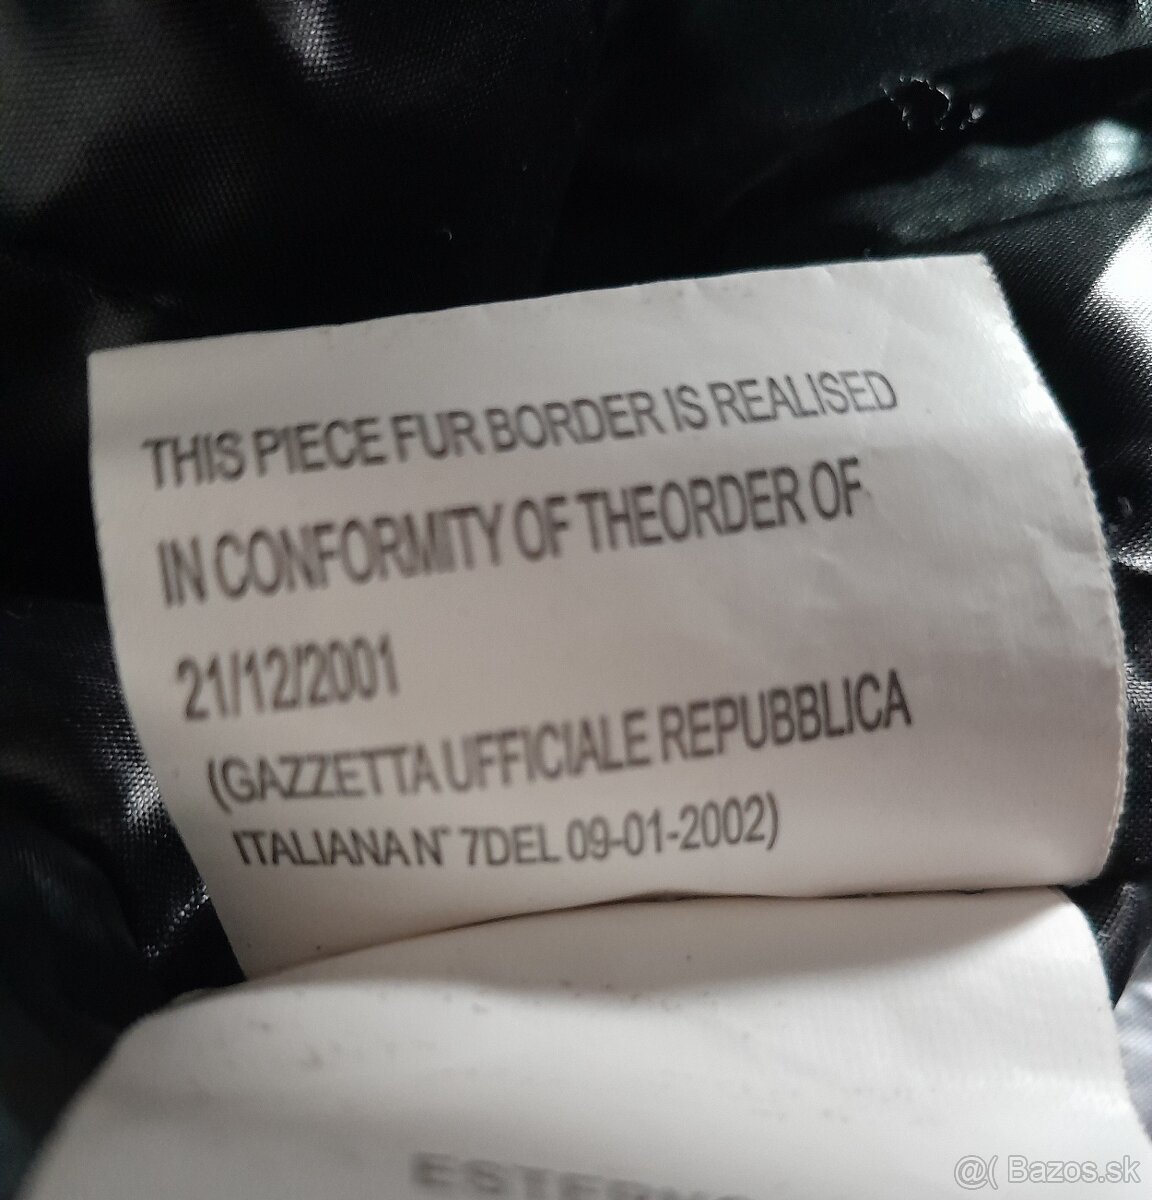 THIS PIECE FUR BORDER IS REALISED
IN CONFORMITY OF THEORDER OF
21/12/2001
(GAZZETTA UFFICIALE REPUBBLICA
ITALIANA N° 7DEL 09-01-2002)
@( Bazos.sk